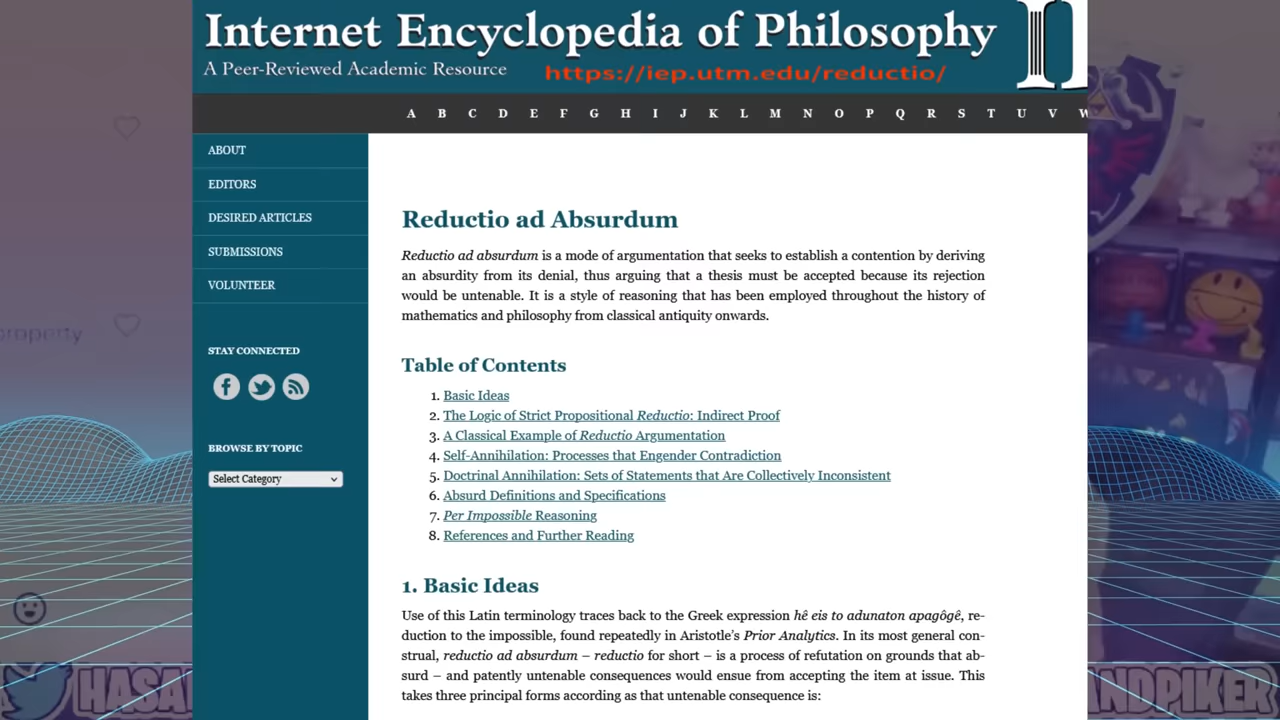 Internet Encyclopedia of Philosophy
A Peer-Reviewed Academic Resource
https://iep.utm.edu/reductio/
A B C D E F G H I J K L M N O P Q R S T U V W
ABOUT
EDITORS
DESIRED ARTICLES
SUBMISSIONS
VOLUNTEER
STAY CONNECTED
BROWSE BY TOPIC
Select Category
property
Reductio ad Absurdum
Reductio ad absurdum is a mode of argumentation that seeks to establish a contention by deriving
an absurdity from its denial, thus arguing that a thesis must be accepted because its rejection
would be untenable. It is a style of reasoning that has been employed throughout the history of
mathematics and philosophy from classical antiquity onwards.
Table of Contents
1. Basic Ideas
2. The Logic of Strict Propositional Reductio: Indirect Proof
3. A Classical Example of Reductio Argumentation
4. Self-Annihilation: Processes that Engender Contradiction
5. Doctrinal Annihilation: Sets of Statements that Are Collectively Inconsistent
6. Absurd Definitions and Specifications
7. Per Impossible Reasoning
8. References and Further Reading
1. Basic Ideas
Use of this Latin terminology traces back to the Greek expression hê eis to adunaton apagôgê, re-
duction to the impossible, found repeatedly in Aristotle’s Prior Analytics. In its most general con-
strual, reductio ad absurdum – reductio for short – is a process of refutation on grounds that ab-
surd – and patently untenable consequences would ensue from accepting the item at issue. This
takes three principal forms according as that untenable consequence is:
HASA
ANDPIKER